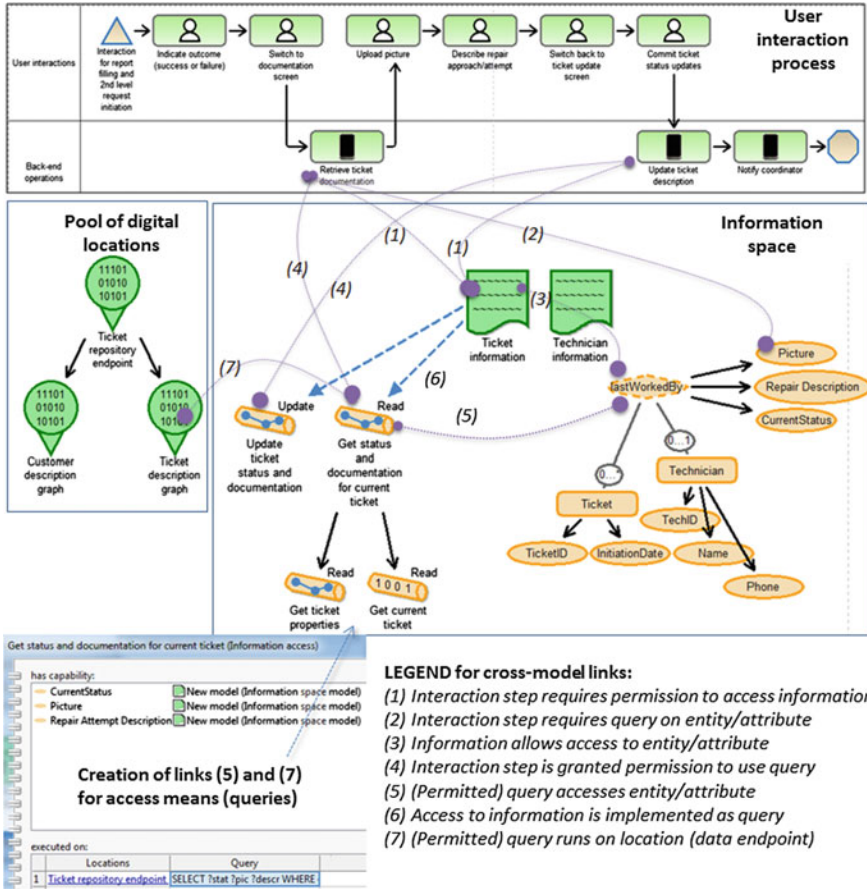 User interaction process
User interactions
Interaction for report filling and 2nd level request initiation
Indicate outcome (success or failure)
Switch to documentation screen
Upload picture
Describe repair approach/attempt
Switch back to ticket update screen
Commit ticket status updates
Back-end operations
Retrieve ticket documentation
Update ticket description
Notify coordinator
Pool of digital locations
11101
01010
10101
Ticket repository endpoint
11101
01010
10101
Customer description graph
11101
01010
10101
Ticket description graph
Information space
(1)
(1)
(2)
(4)
(4)
(3)
(7)
(6)
(5)
Ticket information
Technician information
Update
Update ticket status and documentation
Read
Get status and documentation for current ticket
Read
Get ticket properties
1 0 0 1
Read
Get current ticket
lastWorkedBy
Picture
Repair Description
CurrentStatus
0...*
0...1
Ticket
Technician
TicketID
InitiationDate
TechID
Name
Phone
Get status and documentation for current ticket (Information access)
has capability:
CurrentStatus New model (Information space model)
Picture New model (Information space model)
Repair Attempt Description New model (Information space model)
Creation of links (5) and (7)
for access means (queries)
executed on:
Locations Query
1 Ticket repository endpoint SELECT ?stat ?pic ?descr WHERE
LEGEND for cross-model links:
(1) Interaction step requires permission to access information
(2) Interaction step requires query on entity/attribute
(3) Information allows access to entity/attribute
(4) Interaction step is granted permission to use query
(5) (Permitted) query accesses entity/attribute
(6) Access to information is implemented as query
(7) (Permitted) query runs on location (data endpoint)